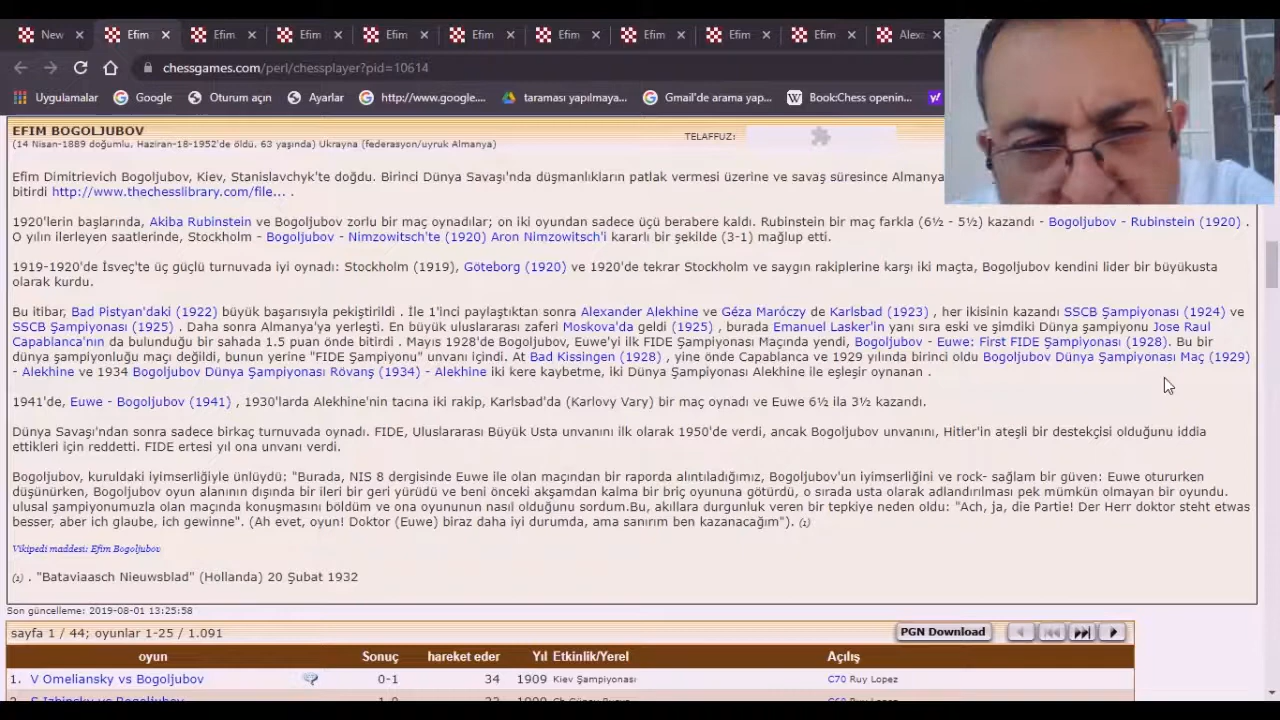 New
Efim
Efim
Efim
Efim
Efim
Efim
Efim
Efim
Efim
Alex
chessgames.com/perl/chessplayer?pid=10614
Uygulamalar
Google
Oturum açın
Ayarlar
http://www.google....
taraması yapılmaya...
Gmail'de arama yap...
Book:Chess openin...
EFIM BOGOLJUBOV
TELAFFUZ:
(14 Nisan-1889 doğumlu, Haziran-18-1952'de öldü, 63 yaşında) Ukrayna (federasyon/uyruk Almanya)
Efim Dimitrievich Bogoljubov, Kiev, Stanislavchyk'te doğdu. Birinci Dünya Savaşı'nda düşmanlıkların patlak vermesi üzerine ve savaş süresince Almanya
bitirdi http://www.thechesslibrary.com/file... .
1920'lerin başlarında, Akiba Rubinstein ve Bogoljubov zorlu bir maç oynadılar; on iki oyundan sadece üçü berabere kaldı. Rubinstein bir maç farkla (6½ - 5½) kazandı - Bogoljubov - Rubinstein (1920) .
O yılın ilerleyen saatlerinde, Stockholm - Bogoljubov - Nimzowitsch'te (1920) Aron Nimzowitsch'i kararlı bir şekilde (3-1) mağlup etti.
1919-1920'de İsveç'te üç güçlü turnuvada iyi oynadı: Stockholm (1919), Göteborg (1920) ve 1920'de tekrar Stockholm ve saygın rakiplerine karşı iki maçta, Bogoljubov kendini lider bir büyükusta
olarak kurdu.
Bu itibar, Bad Pistyan'daki (1922) büyük başarısıyla pekiştirildi . İle 1'inci paylaştıktan sonra Alexander Alekhine ve Géza Maróczy de Karlsbad (1923) , her ikisinin kazandı SSCB Şampiyonası (1924) ve
SSCB Şampiyonası (1925) . Daha sonra Almanya'ya yerleşti. En büyük uluslararası zaferi Moskova'da geldi (1925) , burada Emanuel Lasker'in yanı sıra eski ve şimdiki Dünya şampiyonu Jose Raul
Capablanca'nın da bulunduğu bir sahada 1.5 puan önde bitirdi . Mayıs 1928'de Bogoljubov, Euwe'yi ilk FIDE Şampiyonası Maçında yendi, Bogoljubov - Euwe: First FIDE Şampiyonası (1928). Bu bir
dünya şampiyonluğu maçı değildi, bunun yerine "FIDE Şampiyonu" unvanı içindi. At Bad Kissingen (1928) , yine önde Capablanca ve 1929 yılında birinci oldu Bogoljubov Dünya Şampiyonası Maç (1929)
- Alekhine ve 1934 Bogoljubov Dünya Şampiyonası Rövanş (1934) - Alekhine iki kere kaybetme, iki Dünya Şampiyonası Alekhine ile eşleşir oynanan .
1941'de, Euwe - Bogoljubov (1941) , 1930'larda Alekhine'nin tacına iki rakip, Karlsbad'da (Karlovy Vary) bir maç oynadı ve Euwe 6½ ila 3½ kazandı.
Dünya Savaşı'ndan sonra sadece birkaç turnuvada oynadı. FIDE, Uluslararası Büyük Usta unvanını ilk olarak 1950'de verdi, ancak Bogoljubov unvanını, Hitler'in ateşli bir destekçisi olduğunu iddia
ettikleri için reddetti. FIDE ertesi yıl ona unvanı verdi.
Bogoljubov, kuruldaki iyimserliğiyle ünlüydü; "Burada, NIS 8 dergisinde Euwe ile olan maçından bir raporda alıntıladığımız, Bogoljubov'un iyimserliğini ve rock- sağlam bir güven: Euwe otururken
düşünürken, Bogoljubov oyun alanının dışında bir ileri bir geri yürüdü ve beni önceki akşamdan kalma bir briç oyununa götürdü, o sırada usta olarak adlandırılması pek mümkün olmayan bir oyundu.
ulusal şampiyonumuzla olan maçında konuşmasını böldüm ve ona oyununun nasıl olduğunu sordum.Bu, akıllara durgunluk veren bir tepkiye neden oldu: "Ach, ja, die Partie! Der Herr doktor steht etwas
besser, aber ich glaube, ich gewinne". (Ah evet, oyun! Doktor (Euwe) biraz daha iyi durumda, ama sanırım ben kazanacağım"). (1)
Vikipedi maddesi: Efim Bogoljubov
(1) . "Bataviaasch Nieuwsblad" (Hollanda) 20 Şubat 1932
Son güncelleme: 2019-08-01 13:25:58
sayfa 1 / 44; oyunlar 1-25 / 1.091
PGN Download
oyun Sonuç hareket eder Yıl Etkinlik/Yerel Açılış
1. V Omeliansky vs Bogoljubov 0-1 34 1909 Kiev Şampiyonası C70 Ruy Lopez